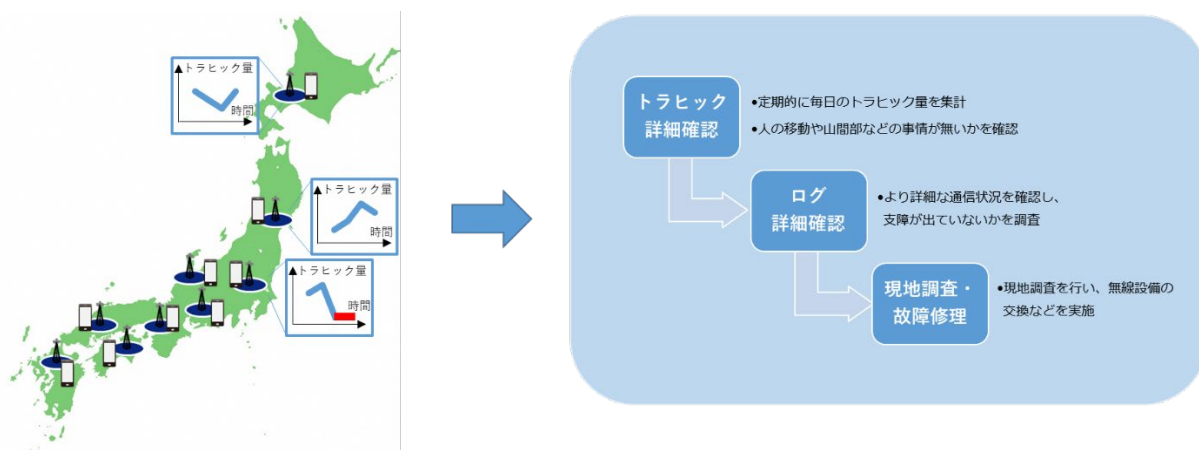 トラヒック量
時間
トラヒック量
時間
トラヒック量
時間
トラヒック
詳細確認
•定期的に毎日のトラヒック量を集計
•人の移動や山間部などの事情が無いかを確認
ログ
詳細確認
•より詳細な通信状況を確認し、
支障が出ていないかを調査
現地調査・
故障修理
•現地調査を行い、無線設備の
交換などを実施